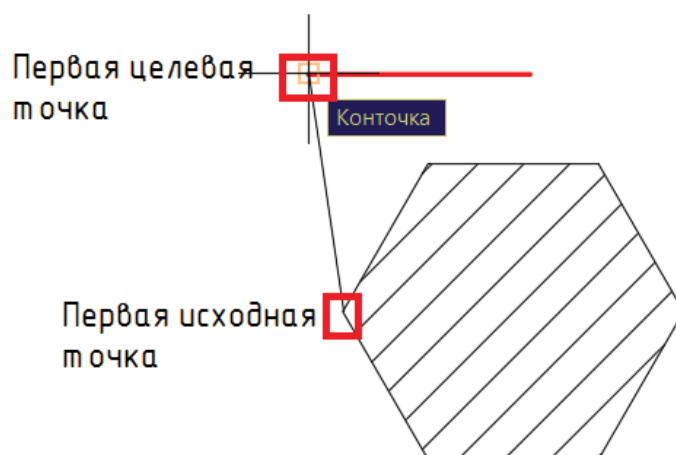 Первая целевая
точка
Конточка
Первая исходная
точка